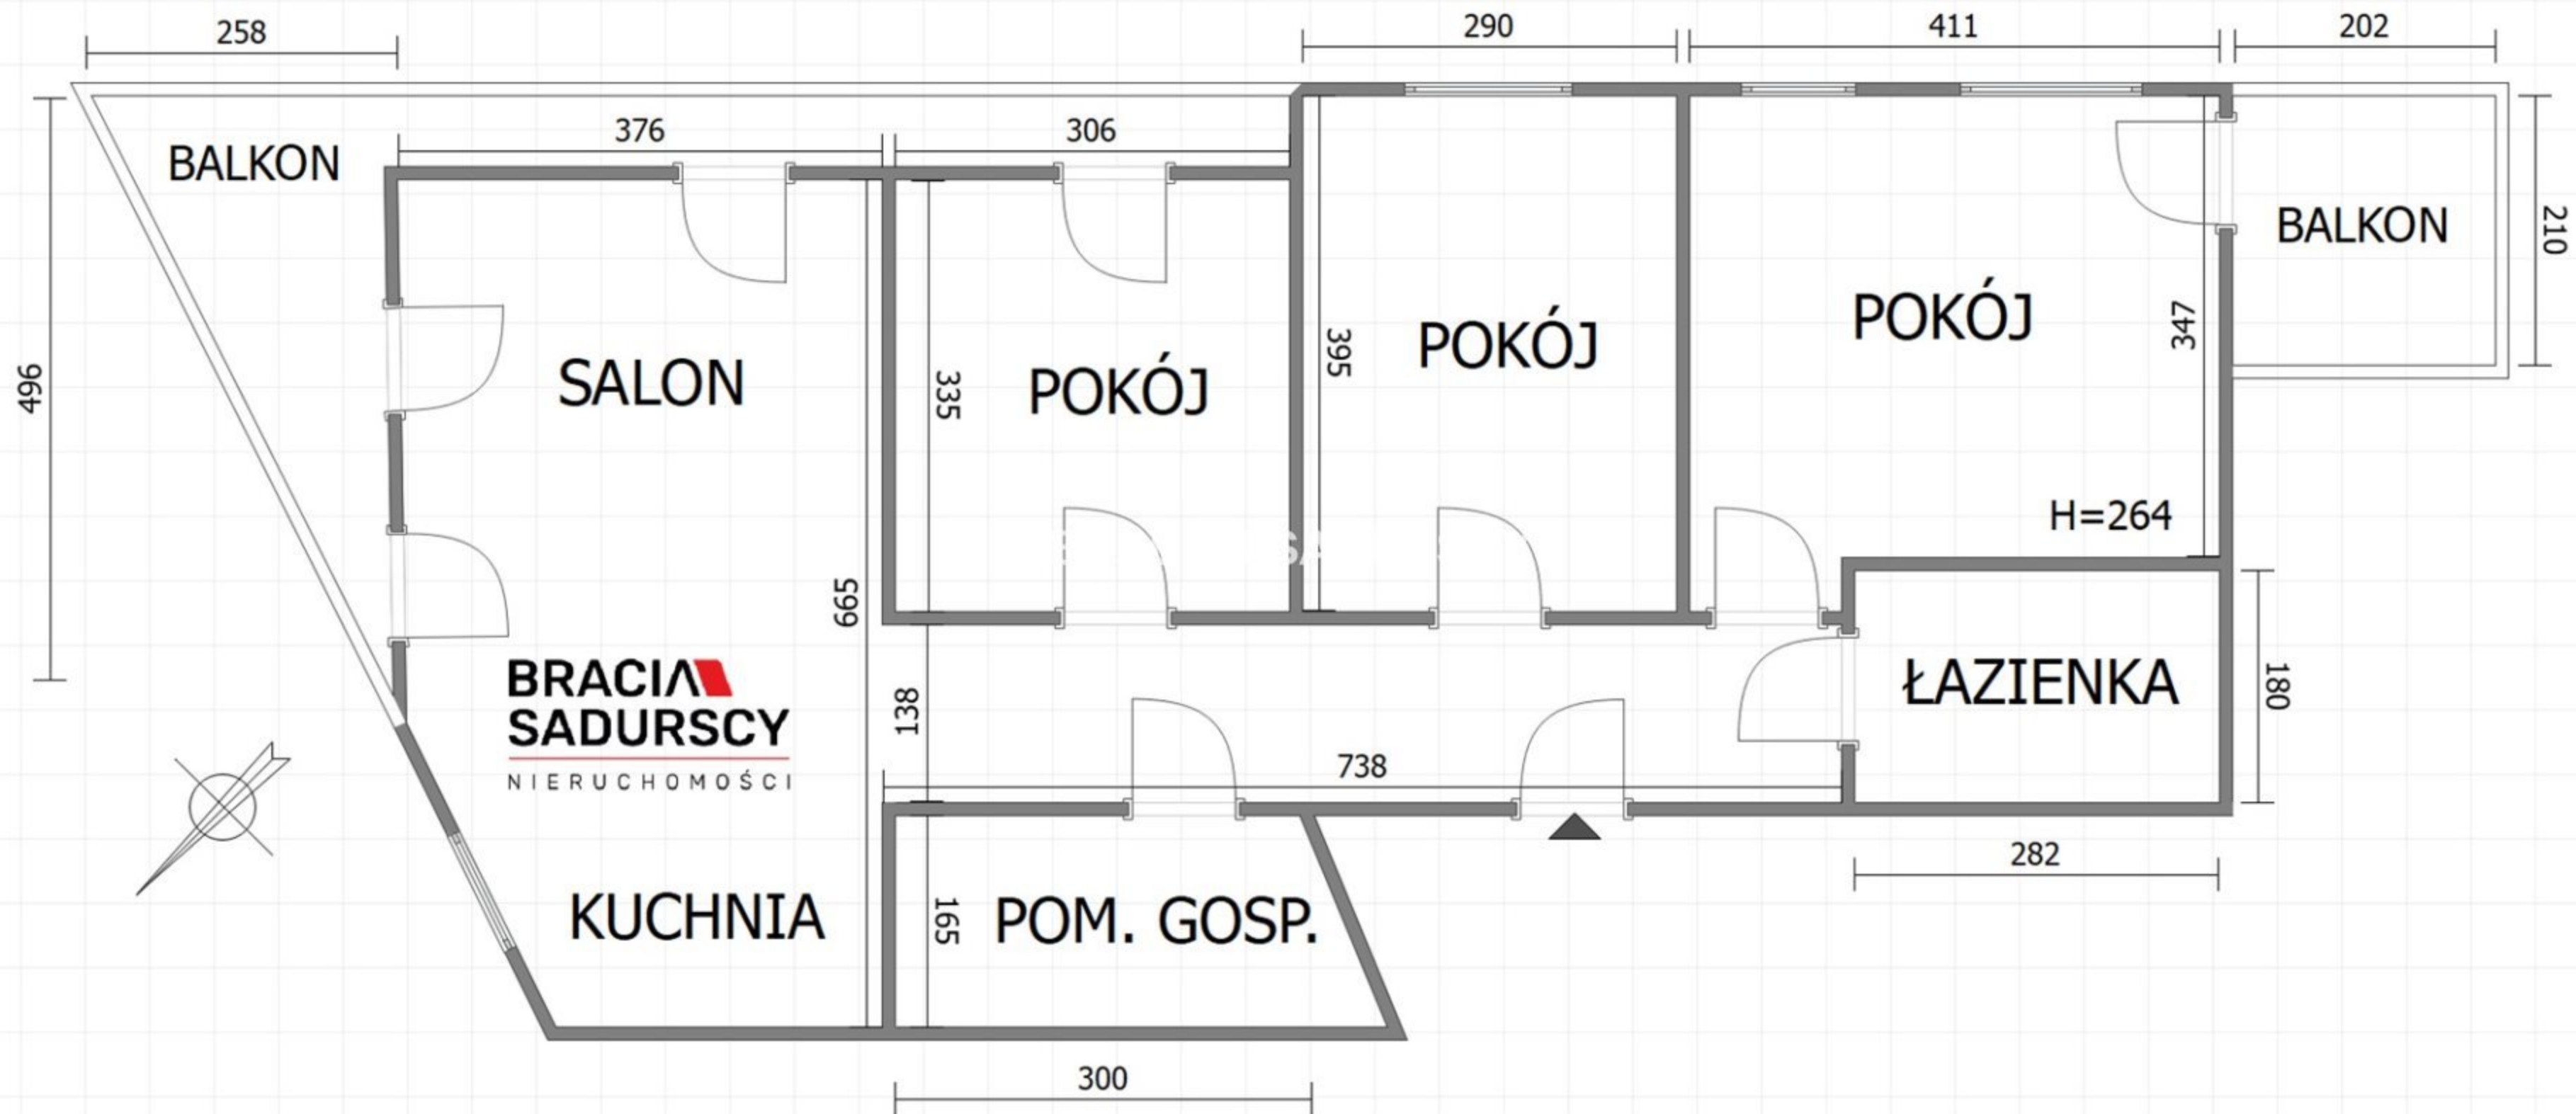 258
290
411
202
376
306
BALKON
BALKON
210
POKÓJ
347
SALON
POKÓJ
395
POKÓJ
335
496
H=264
665
BRACIA
SADURSCY
NIERUCHOMOŚCI
138
ŁAZIENKA
180
738
282
KUCHNIA
165
POM. GOSP.
300